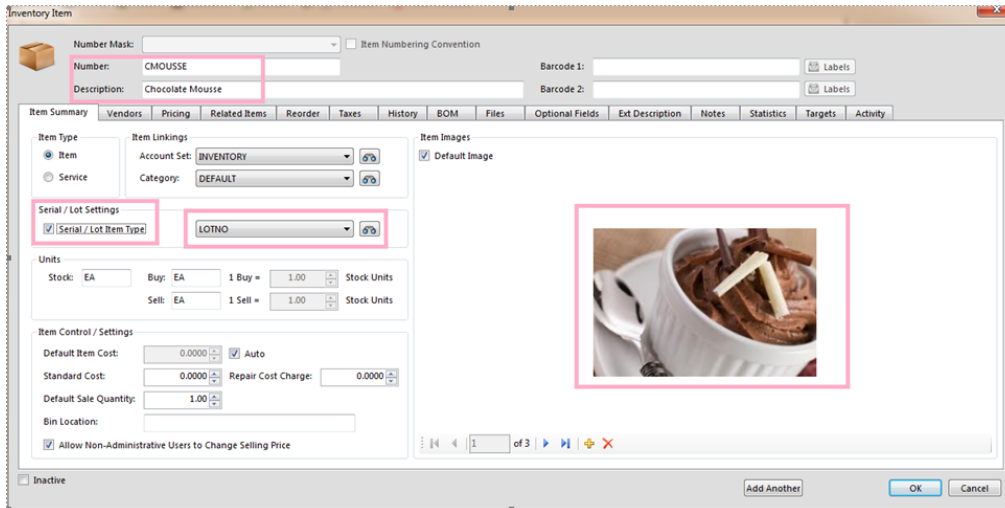 Inventory Item
Number Mask: Item Numbering Convention
Number: CMOUSSE Barcode 1: Labels
Description: Chocolate Mousse Barcode 2: Labels
Item Summary Vendors Pricing Related Items Reorder Taxes History BOM Files Optional Fields Ext Description Notes Statistics Targets Activity
Item Type Item Linkings Item Images
Item Account Set: INVENTORY Default Image
Service Category: DEFAULT
Serial / Lot Settings
Serial / Lot Item Type LOTNO
Units
Stock: EA Buy: EA 1 Buy = 1.00 Stock Units
Sell: EA 1 Sell = 1.00 Stock Units
Item Control / Settings
Default Item Cost: 0.0000 Auto
Standard Cost: 0.0000 Repair Cost Charge: 0.0000
Default Sale Quantity: 1.00
Bin Location:
Allow Non-Administrative Users to Change Selling Price
1 of 3
Inactive
Add Another OK Cancel